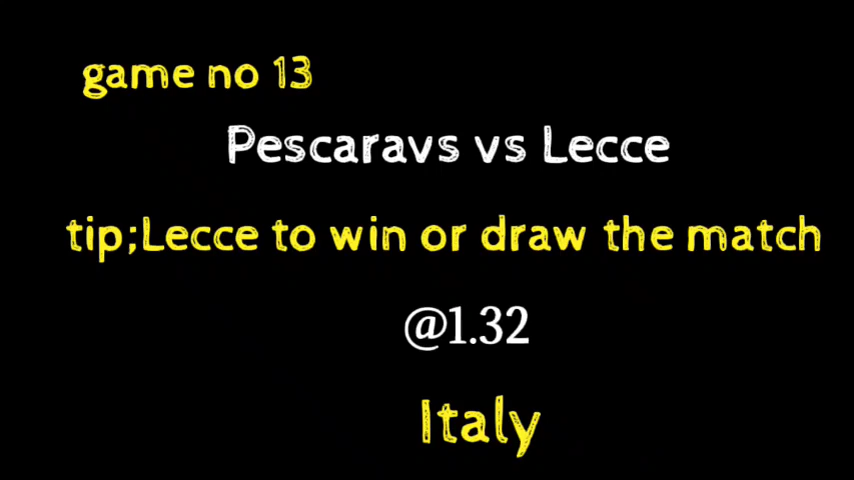 game no 13
Pescaravs vs Lecce
tip;Lecce to win or draw the match
@1.32
Italy